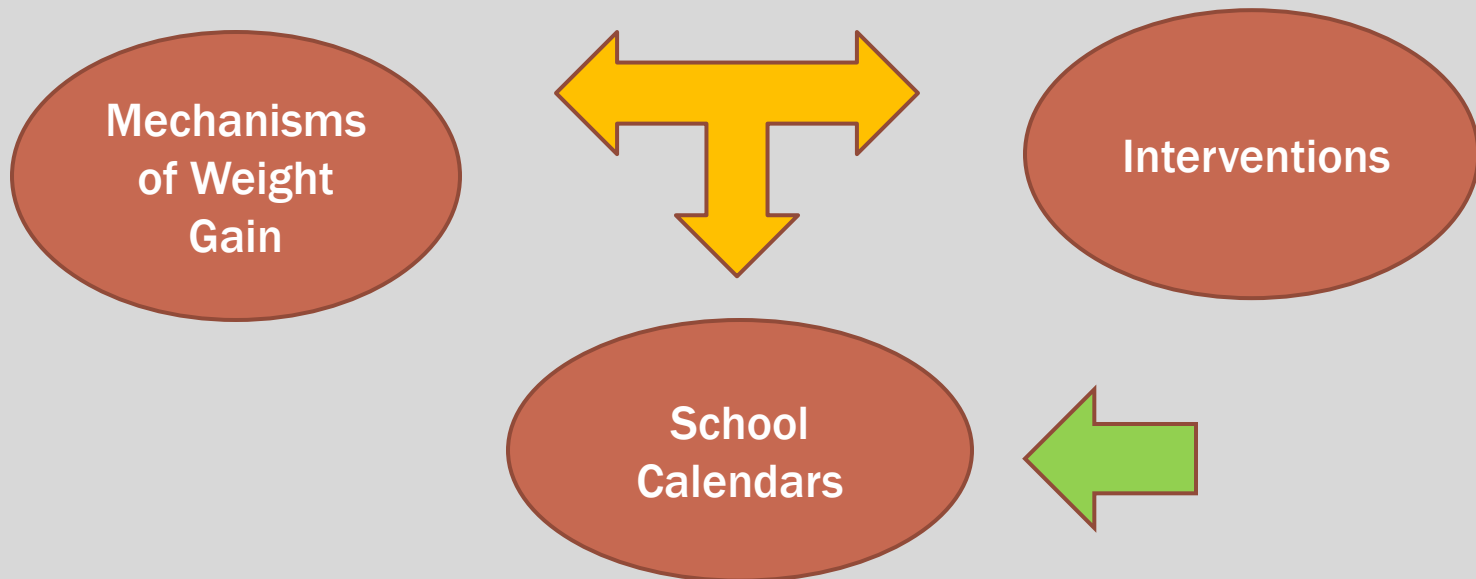 Mechanisms
of Weight
Gain
Interventions
School
Calendars